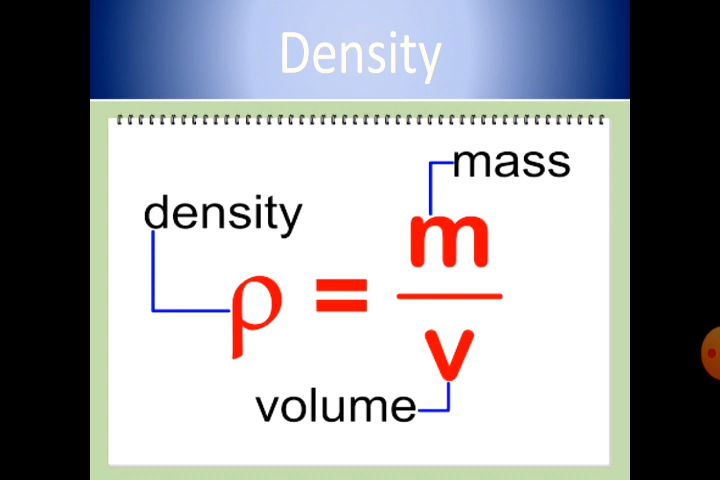 Density
mass
density
ρ = m
v
volume